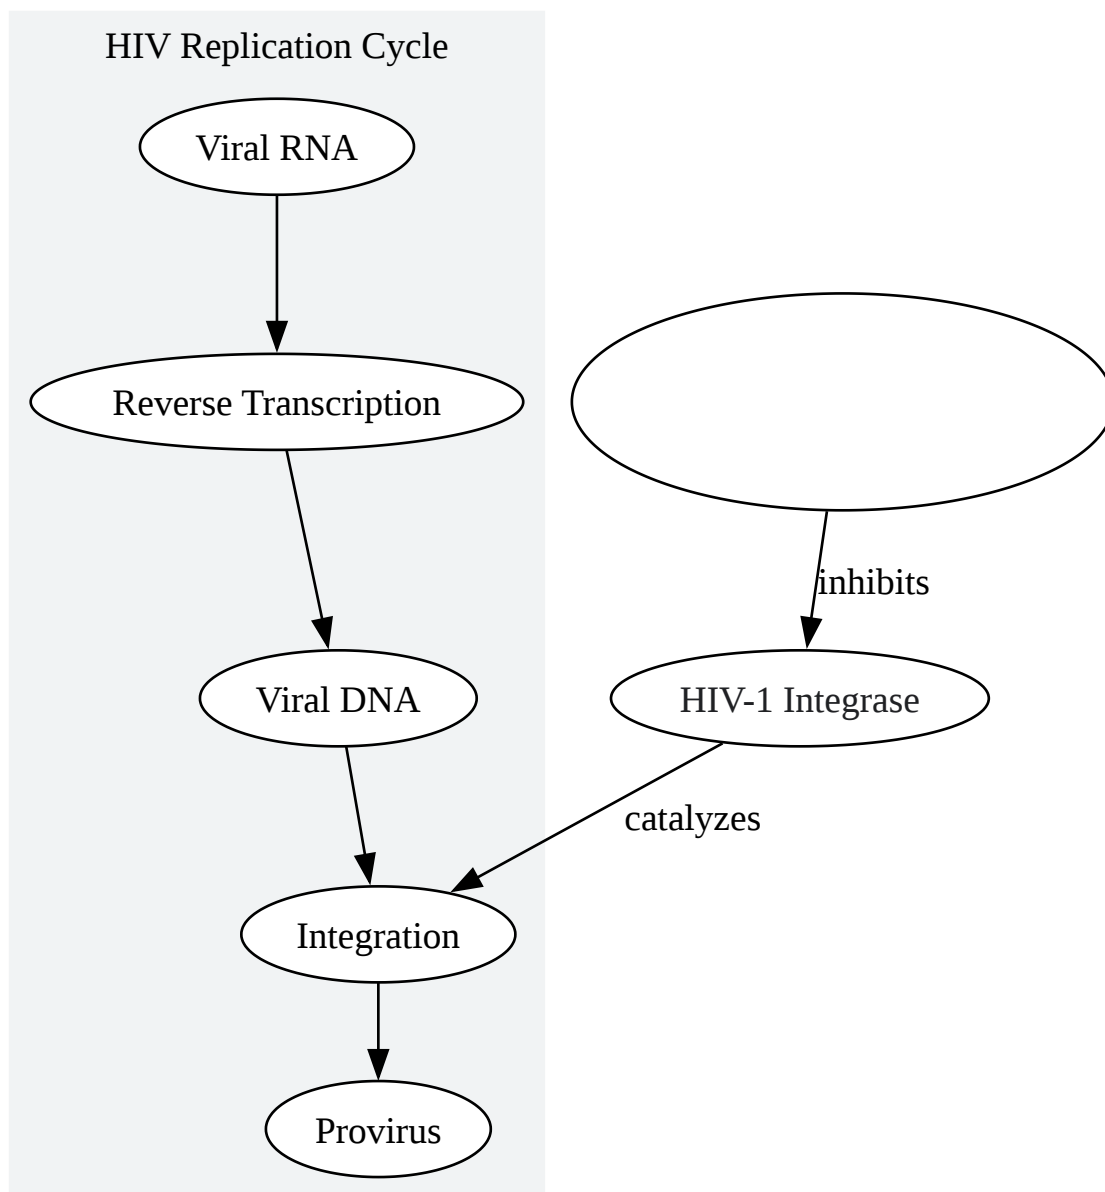 HIV Replication Cycle
Viral RNA
Reverse Transcription
inhibits
Viral DNA
HIV-1 Integrase
catalyzes
Integration
Provirus